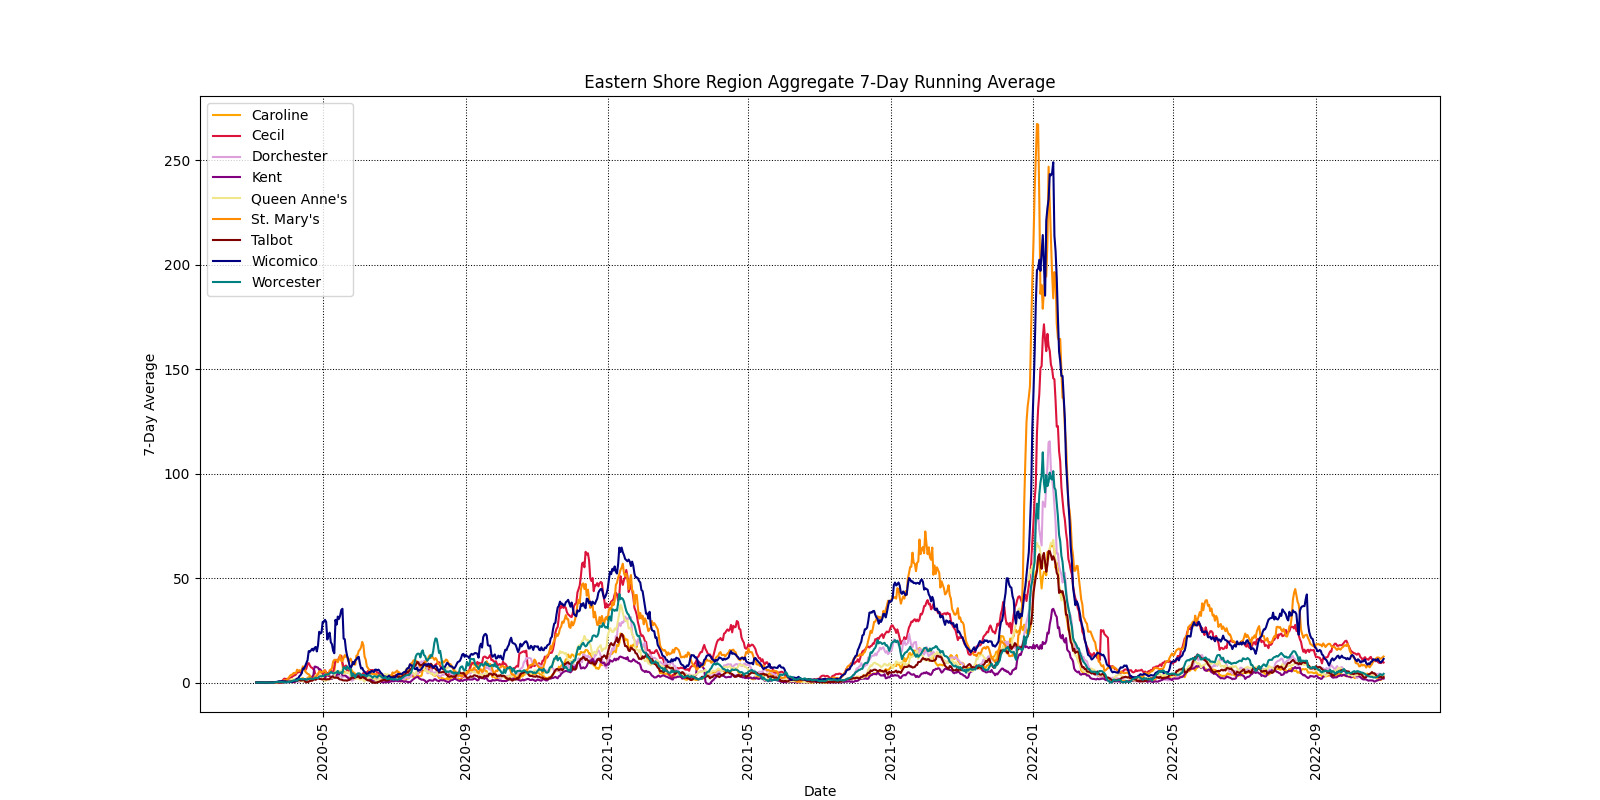 Eastern Shore Region Aggregate 7-Day Running Average
Caroline
Cecil
Dorchester
Kent
Queen Anne's
St. Mary's
Talbot
Wicomico
Worcester
250
200
150
100
50
0
7-Day Average
2020-05
2020-09
2021-01
2021-05
2021-09
2022-01
2022-05
2022-09
Date